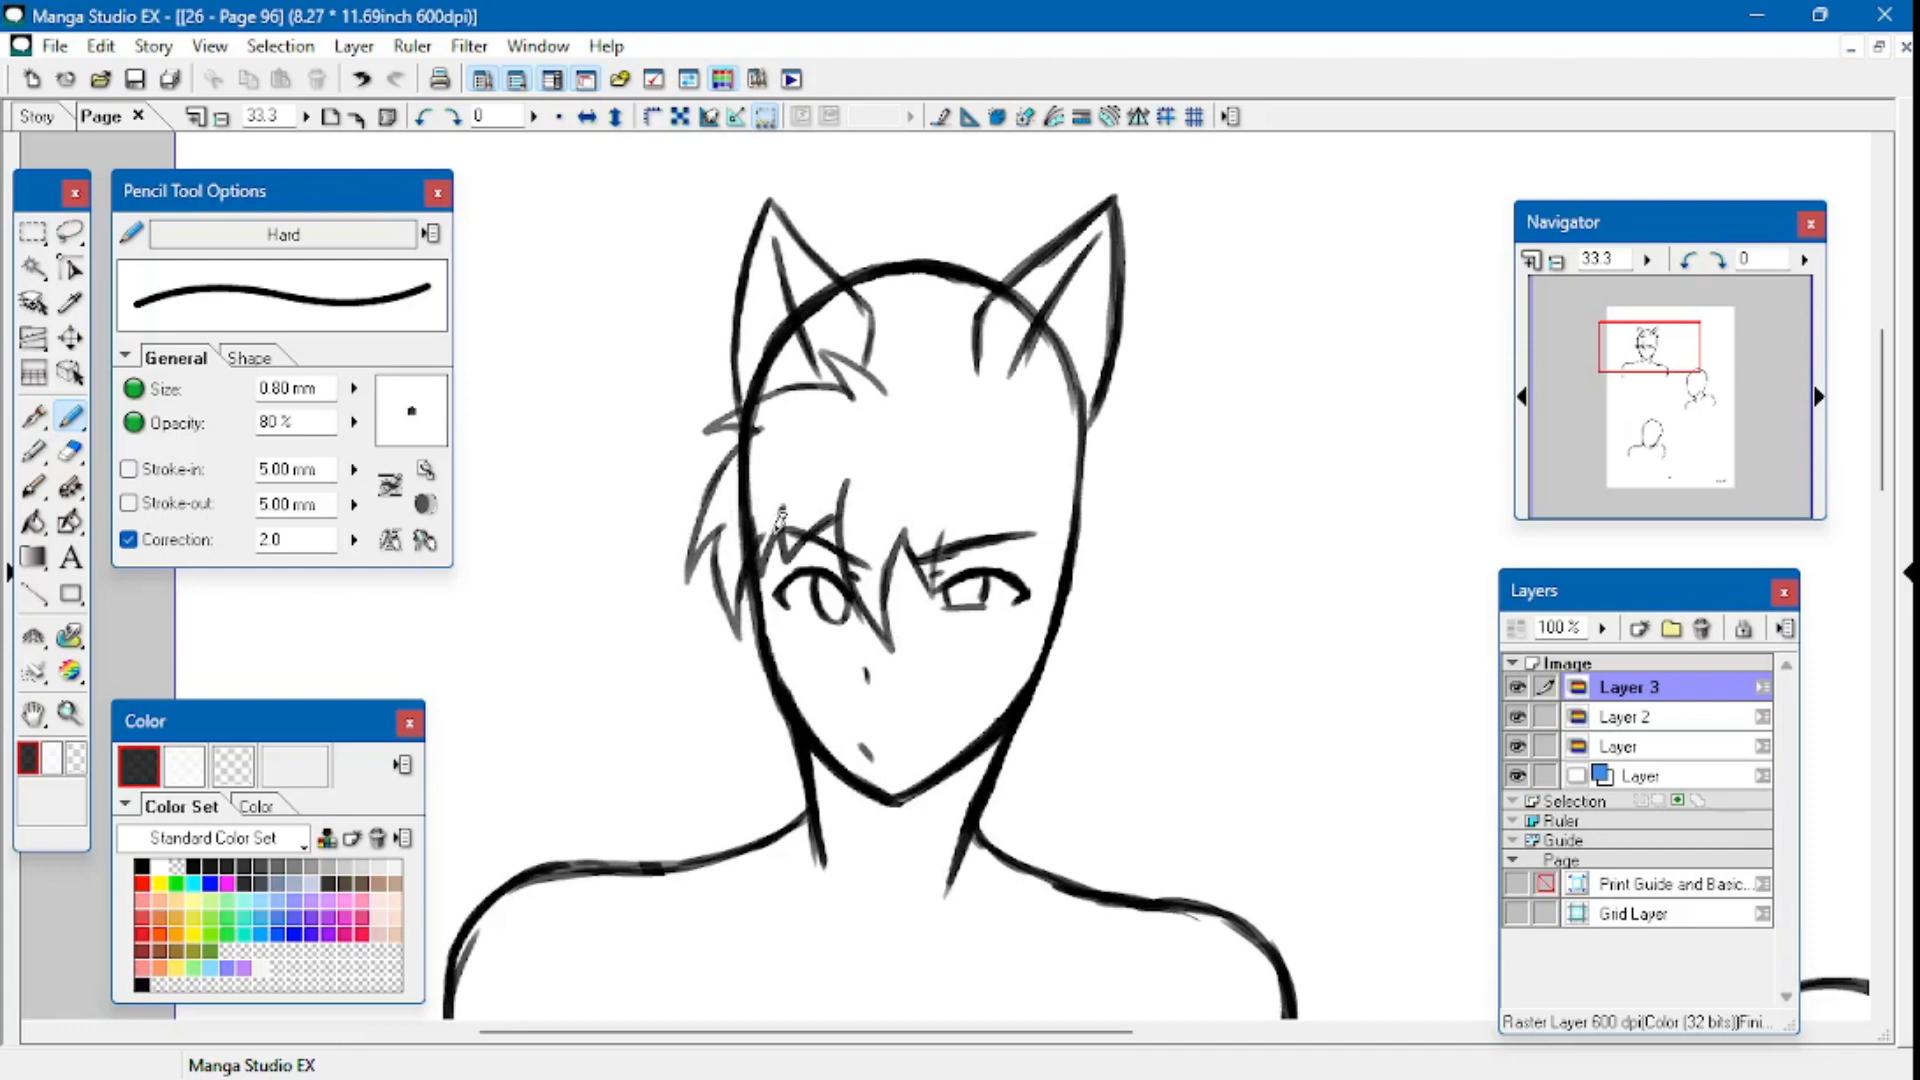 Manga Studio EX - [[26 - Page 96] (8.27 * 11.69inch 600dpi)]
File Edit Story View Selection Layer Ruler Filter Window Help
Story Page 33.3 0
Pencil Tool Options
Hard
General Shape
Size: 0.80 mm
Opacity: 80 %
Stroke-in: 5.00 mm
Stroke-out: 5.00 mm
Correction: 2.0
A
Color
Color Set Color
Standard Color Set
Navigator
33.3 0
Layers
100 %
Image
Layer 3
Layer 2
Layer
Layer
Selection
Ruler
Guide
Page
Print Guide and Basic...
Grid Layer
Raster Layer 600 dpi(Color (32 bits))Fini...
Manga Studio EX